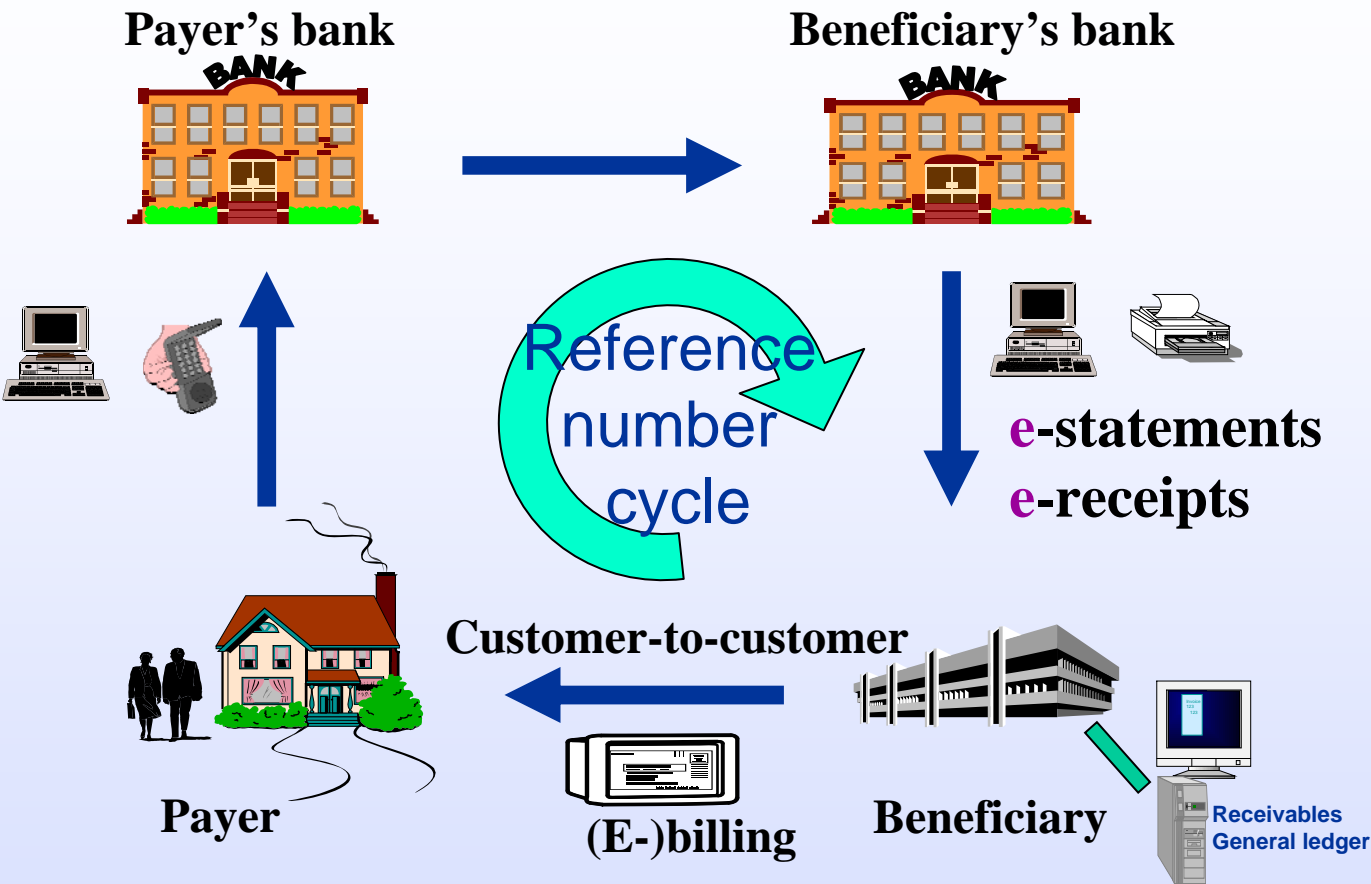 Payer's bank
Beneficiary's bank
BANK
BANK
Reference
number
cycle
e-statements
e-receipts
Customer-to-customer
Payer
(E-)billing
Beneficiary
Receivables
General ledger